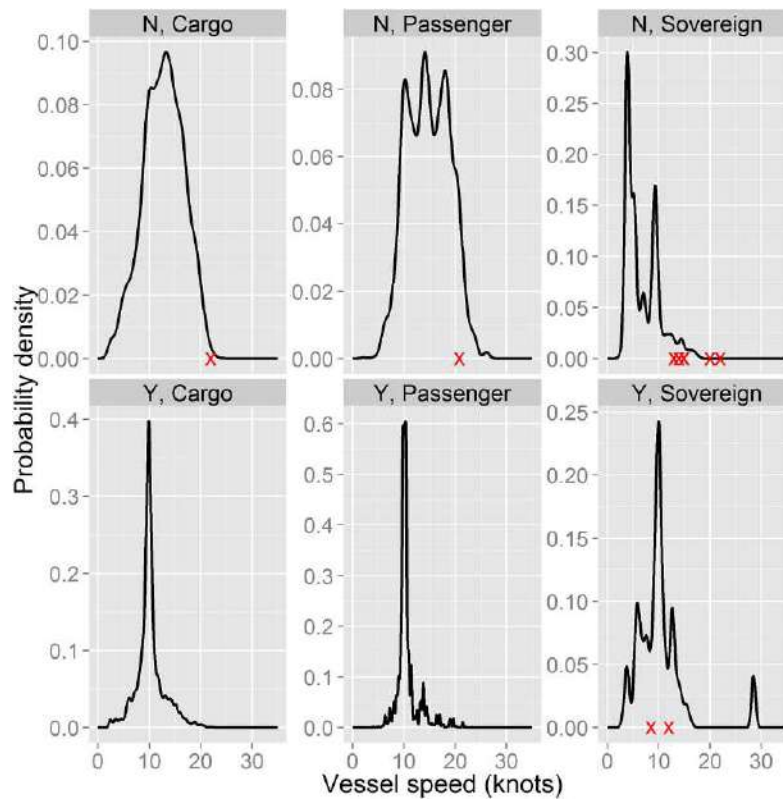 N, Cargo
N, Passenger
N, Sovereign
0.10
0.08
0.06
0.04
0.02
0.00
0.08
0.06
0.04
0.02
0.00
0.30
0.25
0.20
0.15
0.10
0.05
0.00
X
X
X X X X X
Y, Cargo
Y, Passenger
Y, Sovereign
0.4
0.3
0.2
0.1
0.0
0.6
0.5
0.4
0.3
0.2
0.1
0.0
0.25
0.20
0.15
0.10
0.05
0.00
X X
0 10 20 30
0 10 20 30
0 10 20 30
Probability density
Vessel speed (knots)